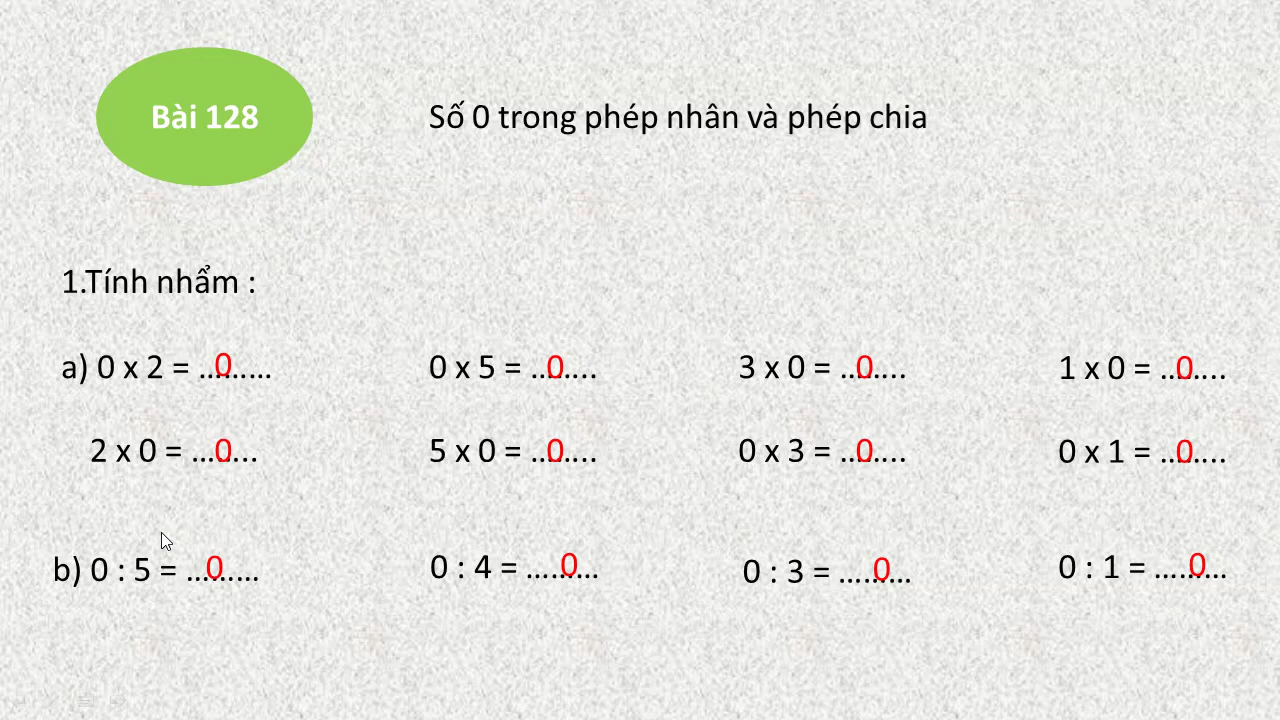 Bài 128
Số 0 trong phép nhân và phép chia
1.Tính nhẩm :
a) 0 x 2 = ...0...... 0 x 5 = ..0..... 3 x 0 = ..0..... 1 x 0 = ..0.....
2 x 0 = ...0.... 5 x 0 = ..0..... 0 x 3 = ..0..... 0 x 1 = ..0.....
b) 0 : 5 = ...0...... 0 : 4 = .....0... 0 : 3 = .....0... 0 : 1 = .....0...